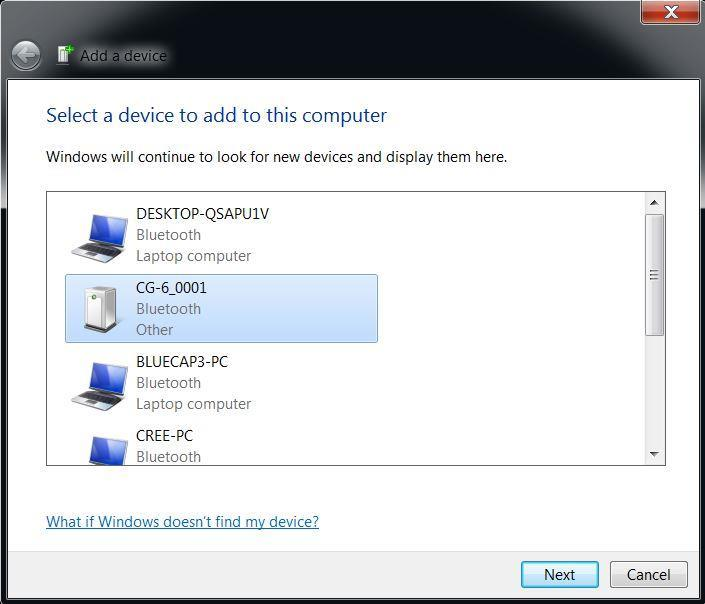 Add a device
Select a device to add to this computer
Windows will continue to look for new devices and display them here.
DESKTOP-QSAPU1V
Bluetooth
Laptop computer
CG-6_0001
Bluetooth
Other
BLUECAP3-PC
Bluetooth
Laptop computer
CREE-PC
Bluetooth
What if Windows doesn't find my device?
Next
Cancel